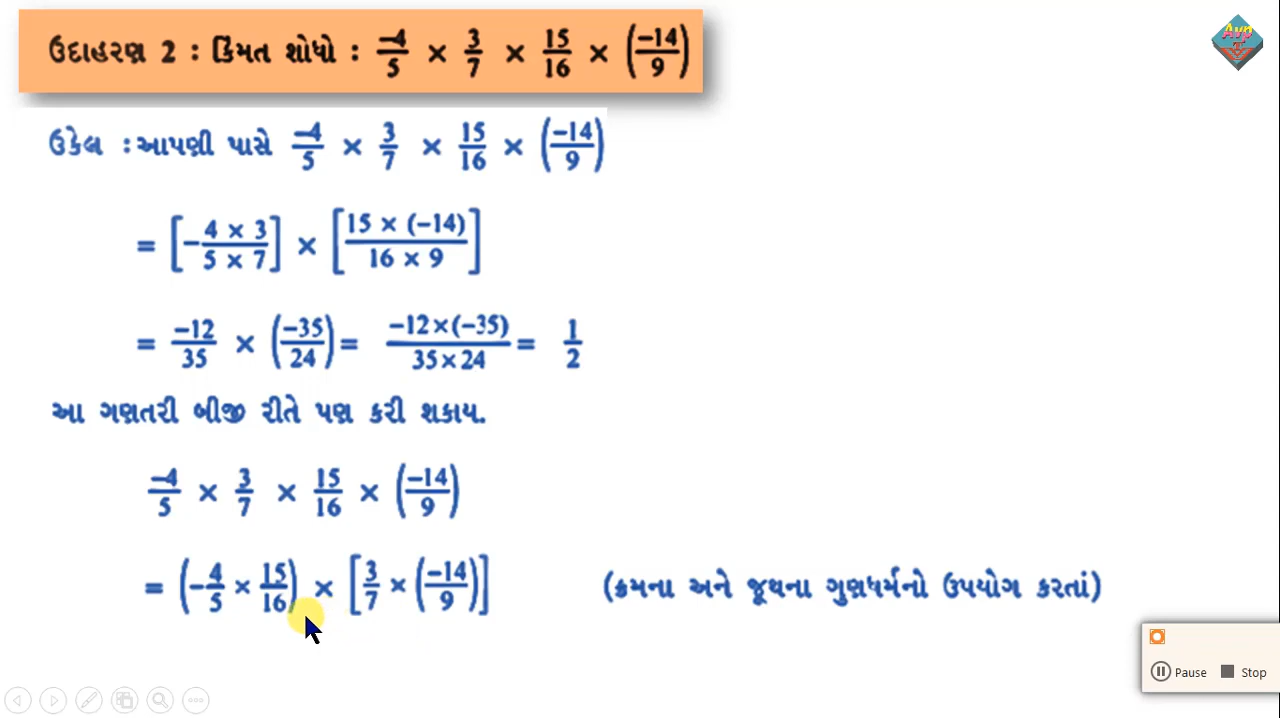 ઉદાહરણ 2 : કિંમત શોધો : -4/5 × 3/7 × 15/16 × (-14/9)
Avp
ઉકેલ : આપણી પાસે -4/5 × 3/7 × 15/16 × (-14/9)
= [-4 × 3 / 5 × 7] × [15 × (-14) / 16 × 9]
= -12/35 × (-35/24) = -12×(-35) / 35×24 = 1/2
આ ગણતરી બીજી રીતે પણ કરી શકાય.
-4/5 × 3/7 × 15/16 × (-14/9)
= (-4/5 × 15/16) × [3/7 × (-14/9)] (ક્રમના અને જૂથના ગુણધર્મનો ઉપયોગ કરતાં)
Pause Stop